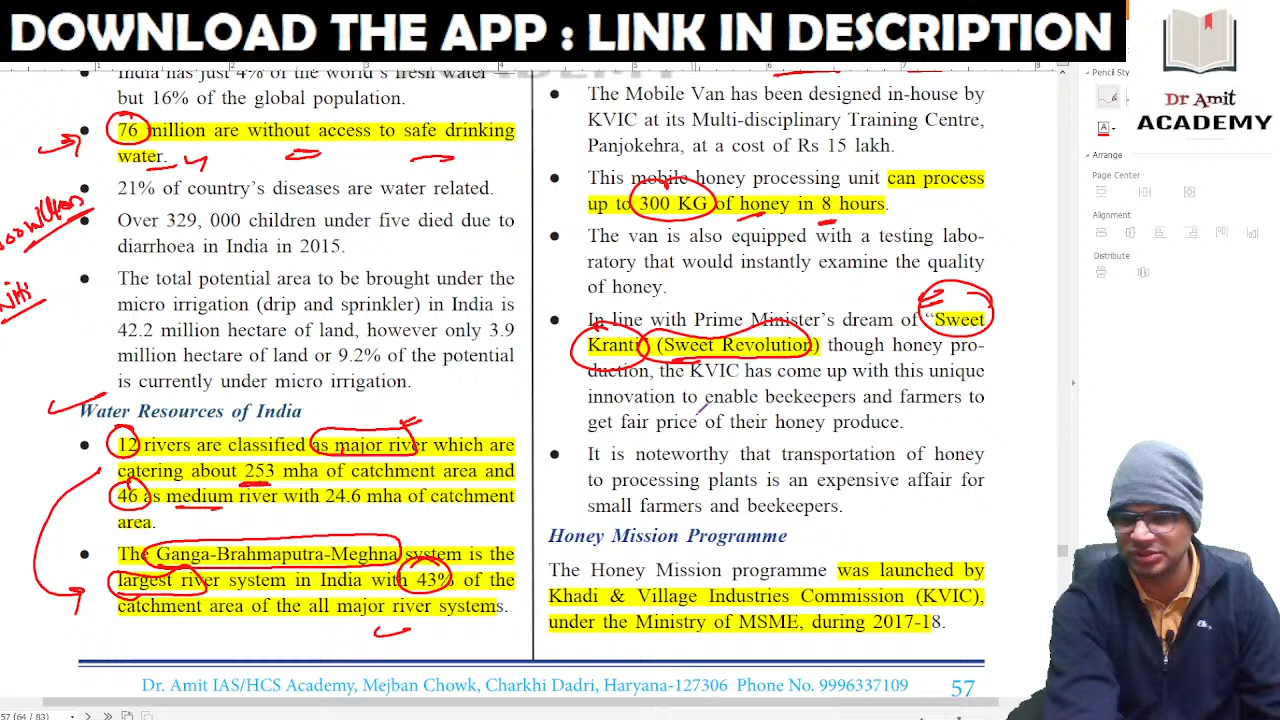 DOWNLOAD THE APP : LINK IN DESCRIPTION
India has just 4% of the world's fresh water —
but 16% of the global population.
• 76 million are without access to safe drinking
water.
• 21% of country's diseases are water related.
• Over 329, 000 children under five died due to
diarrhoea in India in 2015.
• The total potential area to be brought under the
micro irrigation (drip and sprinkler) in India is
42.2 million hectare of land, however only 3.9
million hectare of land or 9.2% of the potential
is currently under micro irrigation.
Water Resources of India
• 12 rivers are classified as major river which are
catering about 253 mha of catchment area and
46 as medium river with 24.6 mha of catchment
area.
• The Ganga-Brahmaputra-Meghna system is the
largest river system in India with 43% of the
catchment area of the all major river systems.
• The Mobile Van has been designed in-house by
KVIC at its Multi-disciplinary Training Centre,
Panjokehra, at a cost of Rs 15 lakh.
• This mobile honey processing unit can process
up to 300 KG of honey in 8 hours.
• The van is also equipped with a testing labo-
ratory that would instantly examine the quality
of honey.
• In line with Prime Minister's dream of "Sweet
Kranti (Sweet Revolution) though honey pro-
duction, the KVIC has come up with this unique
innovation to enable beekeepers and farmers to
get fair price of their honey produce.
• It is noteworthy that transportation of honey
to processing plants is an expensive affair for
small farmers and beekeepers.
Honey Mission Programme
The Honey Mission programme was launched by
Khadi & Village Industries Commission (KVIC),
under the Ministry of MSME, during 2017-18.
Dr. Amit IAS/HCS Academy, Mejban Chowk, Charkhi Dadri, Haryana-127306 Phone No. 9996337109 57
57 (64 / 83)
Pencil Sty
Arrange
Page Center
Alignment
Distribute
Dr Amit
ACADEMY